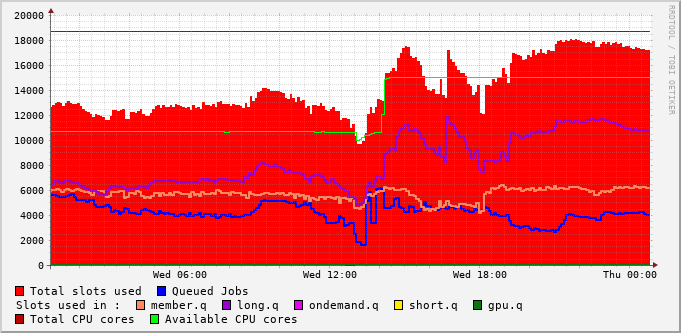 RRDTOOL / TOBI OETIKER
20000
18000
16000
14000
12000
10000
8000
6000
4000
2000
0
Wed 06:00 Wed 12:00 Wed 18:00 Thu 00:00
Total slots used Queued Jobs
Slots used in : member.q long.q ondemand.q short.q gpu.q
Total CPU cores Available CPU cores